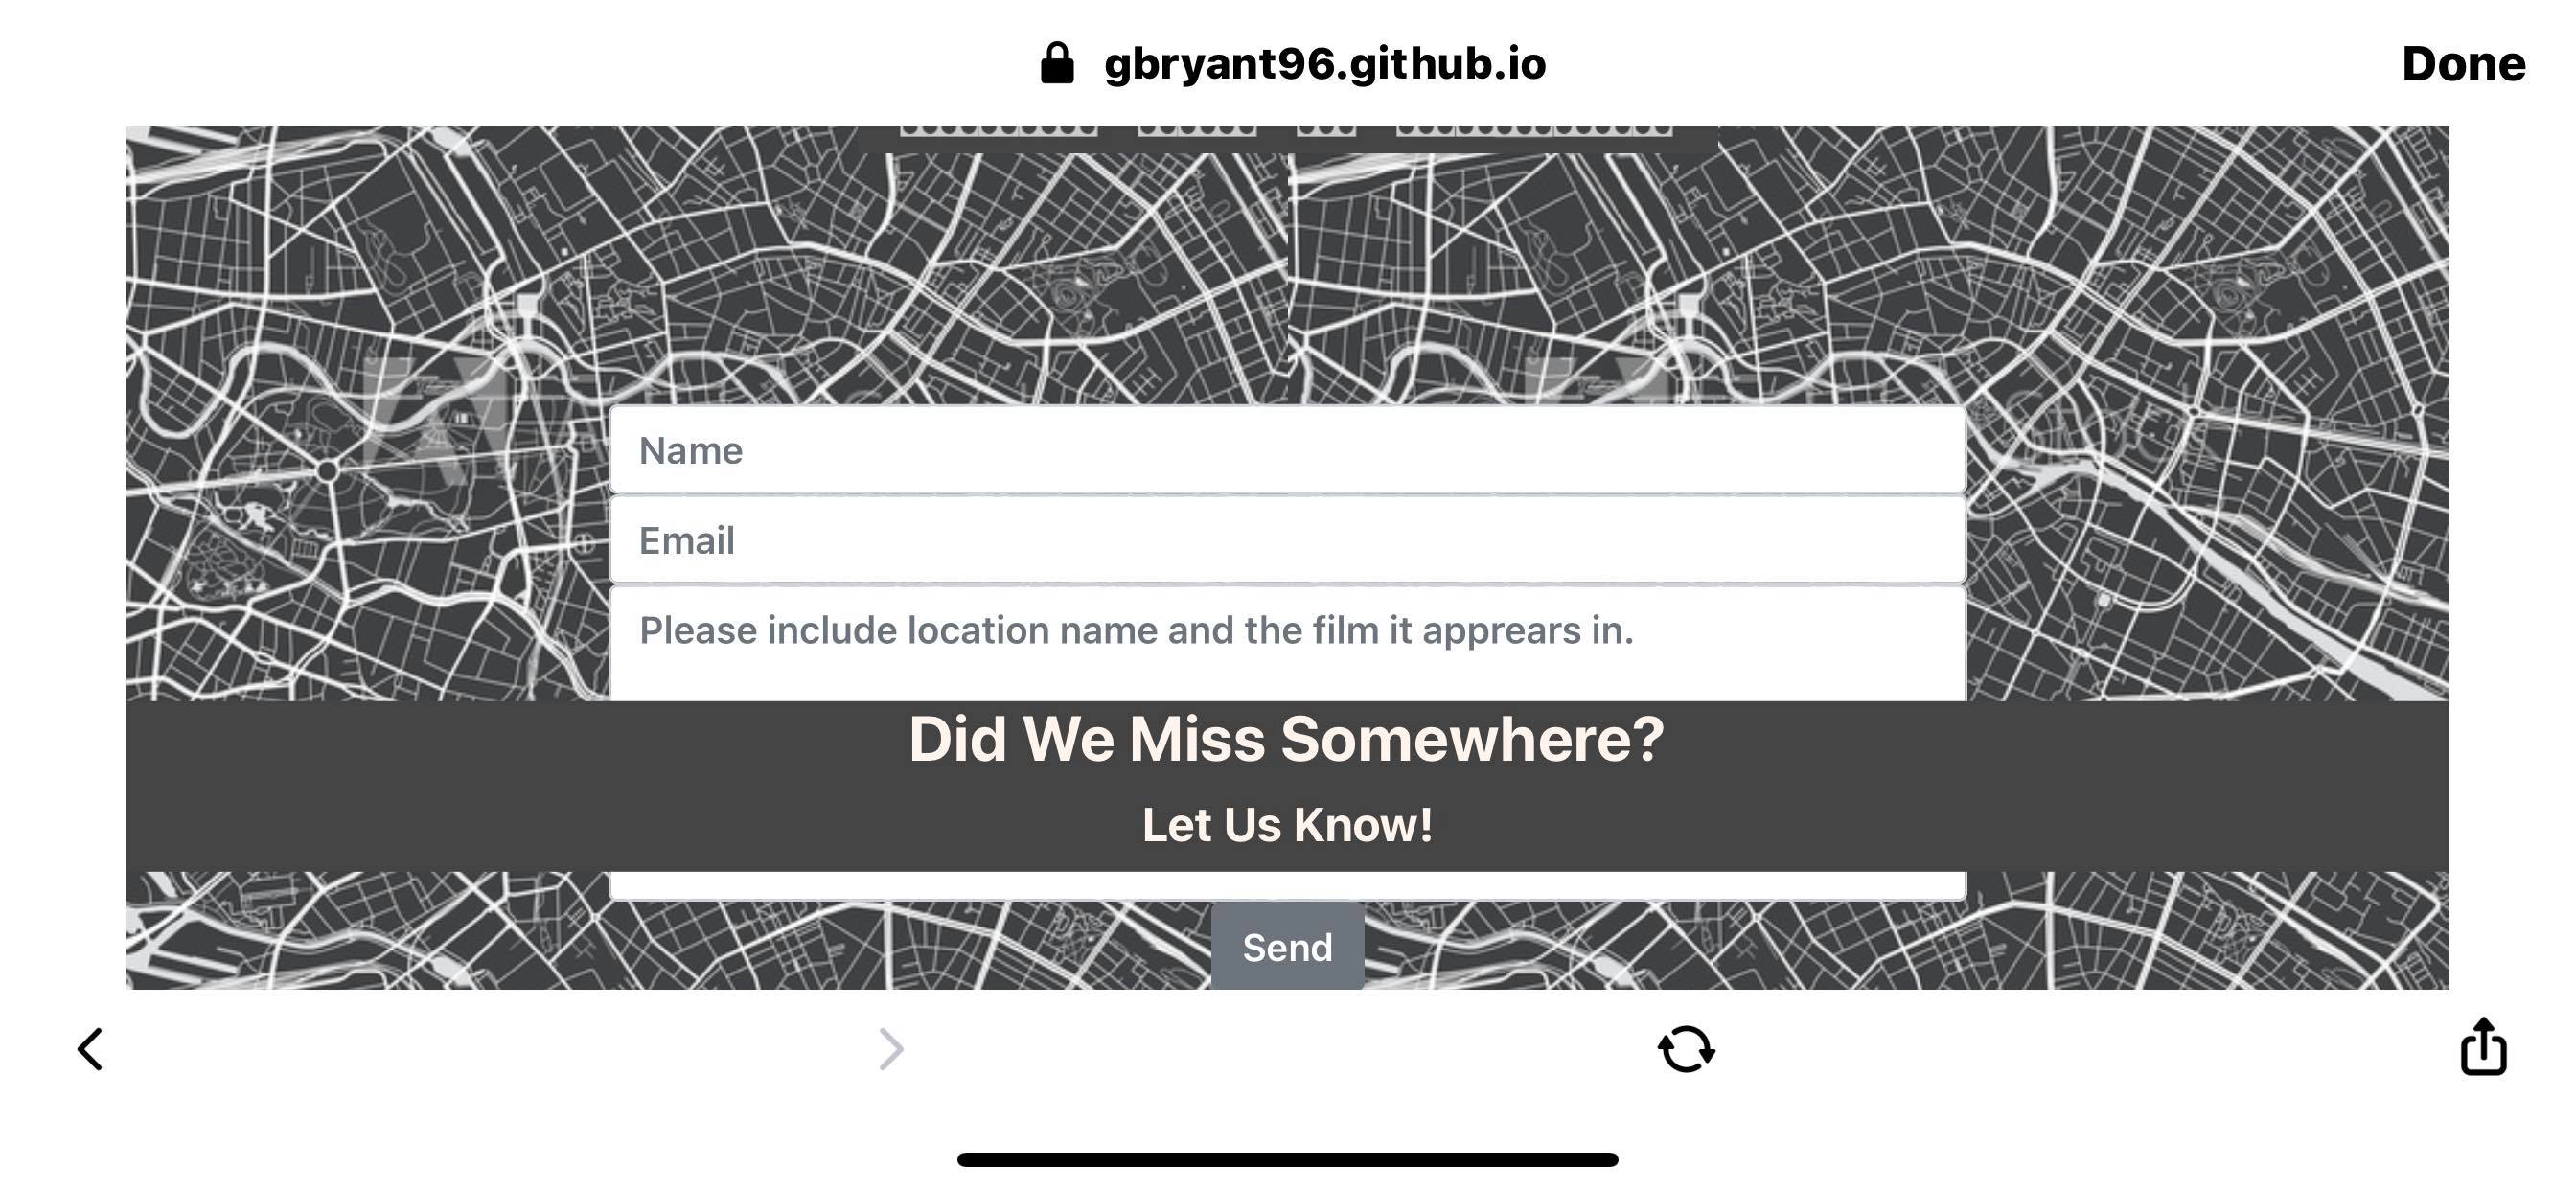 gbryant96.github.io
Done
Name
Email
Please include location name and the film it apprears in.
Did We Miss Somewhere?
Let Us Know!
Send